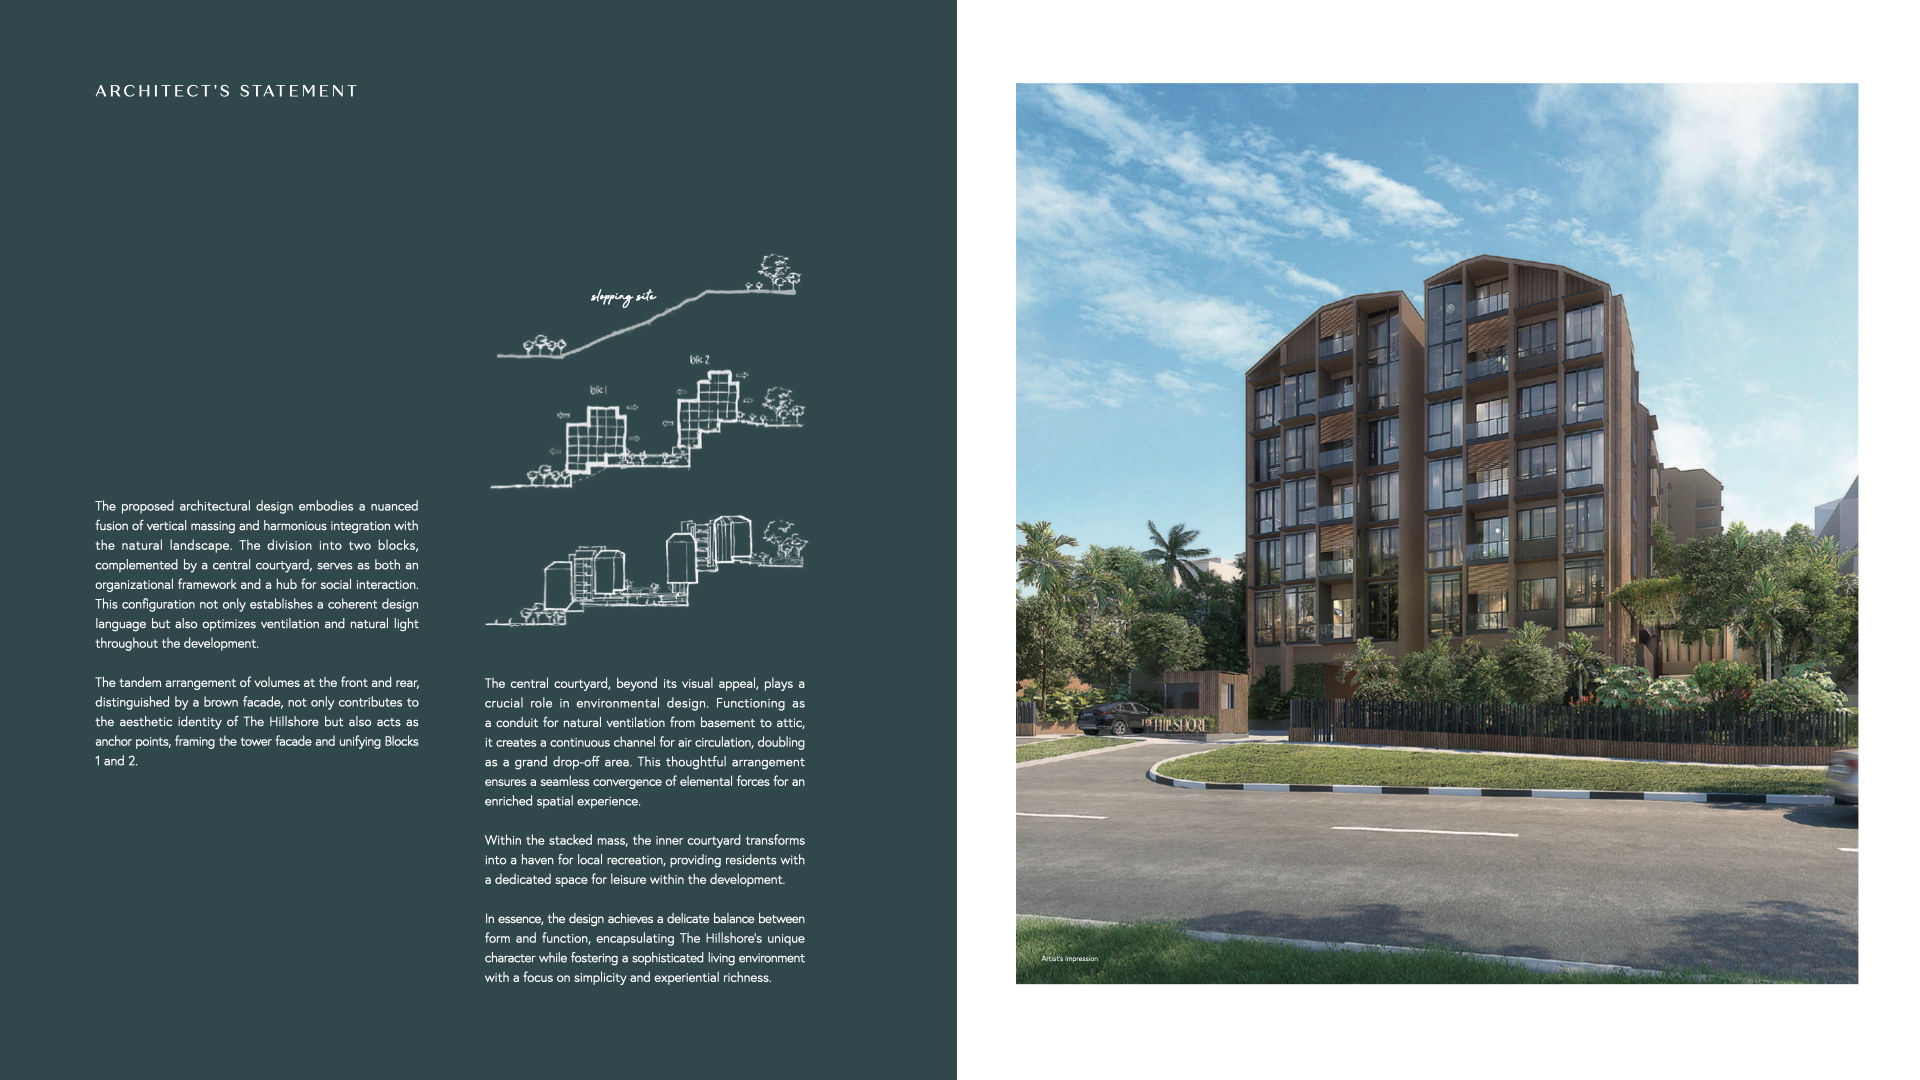 ARCHITECT'S STATEMENT
The proposed architectural design embodies a nuanced
fusion of vertical massing and harmonious integration with
the natural landscape. The division into two blocks,
complemented by a central courtyard, serves as both an
organizational framework and a hub for social interaction.
This configuration not only establishes a coherent design
language but also optimizes ventilation and natural light
throughout the development.
The tandem arrangement of volumes at the front and rear,
distinguished by a brown facade, not only contributes to
the aesthetic identity of The Hillshore but also acts as
anchor points, framing the tower facade and unifying Blocks
1 and 2.
slopping site
blk 2
blk 1
The central courtyard, beyond its visual appeal, plays a
crucial role in environmental design. Functioning as
a conduit for natural ventilation from basement to attic,
it creates a continuous channel for air circulation, doubling
as a grand drop-off area. This thoughtful arrangement
ensures a seamless convergence of elemental forces for an
enriched spatial experience.
Within the stacked mass, the inner courtyard transforms
into a haven for local recreation, providing residents with
a dedicated space for leisure within the development.
In essence, the design achieves a delicate balance between
form and function, encapsulating The Hillshore's unique
character while fostering a sophisticated living environment
with a focus on simplicity and experiential richness.
THE HILLSHORE
Artist's Impression